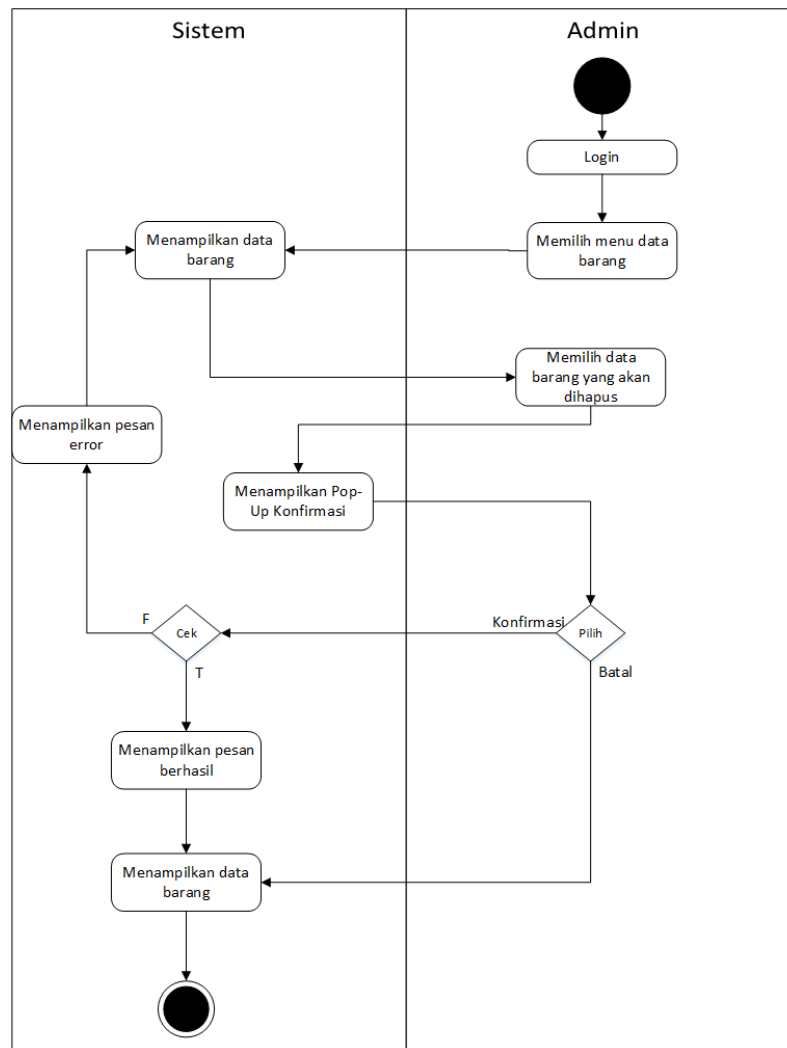 Sistem
Admin
Login
Memilih menu data
barang
Menampilkan data
barang
Memilih data
barang yang akan
dihapus
Menampilkan pesan
error
Menampilkan Pop-
Up Konfirmasi
F
Cek
T
Konfirmasi
Pilih
Batal
Menampilkan pesan
berhasil
Menampilkan data
barang